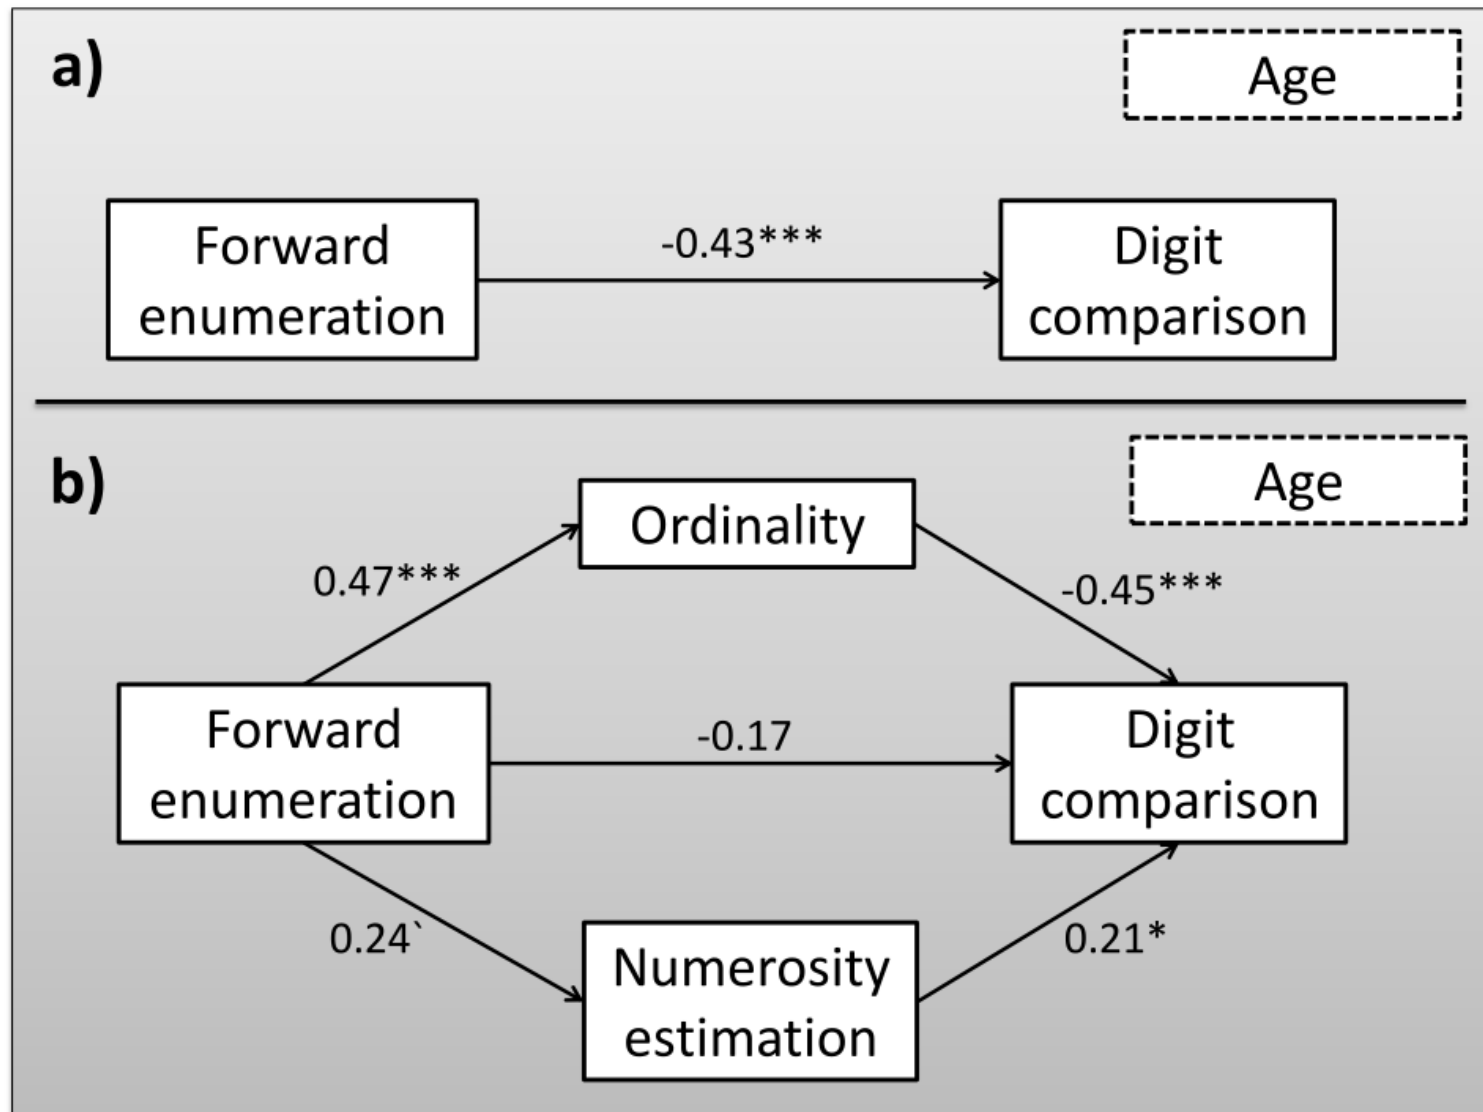 a)
Age
Forward
enumeration
-0.43***
Digit
comparison
b)
Age
Ordinality
0.47***
-0.45***
Forward
enumeration
-0.17
Digit
comparison
0.24`
0.21*
Numerosity
estimation